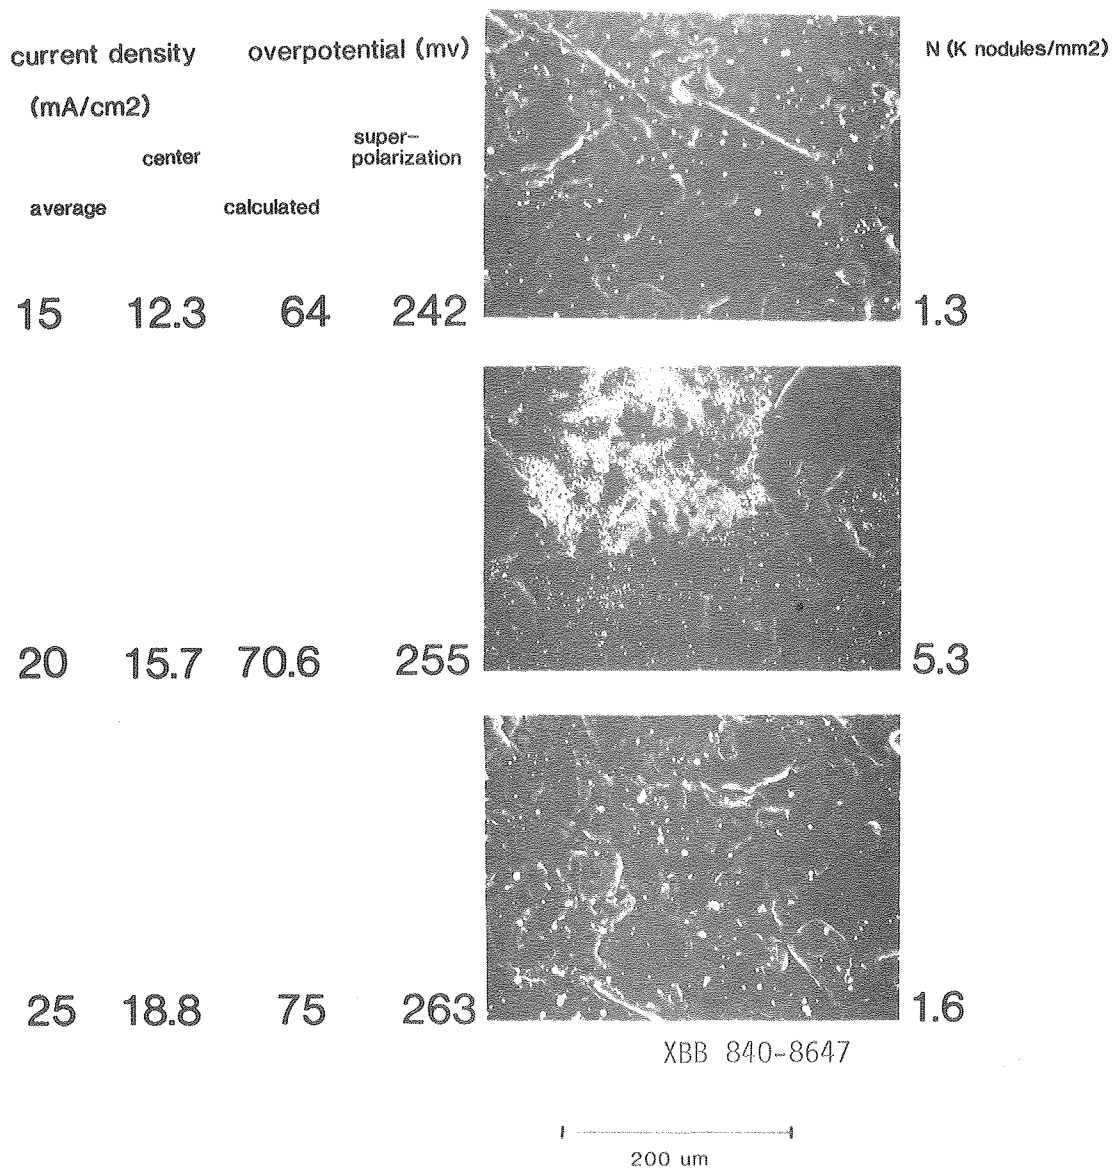 current density overpotential (mv) N (K nodules/mm2)
(mA/cm2)
super-
center polarization
average calculated
15 12.3 64 242 1.3
20 15.7 70.6 255 5.3
25 18.8 75 263 1.6
XBB 840-8647
200 um